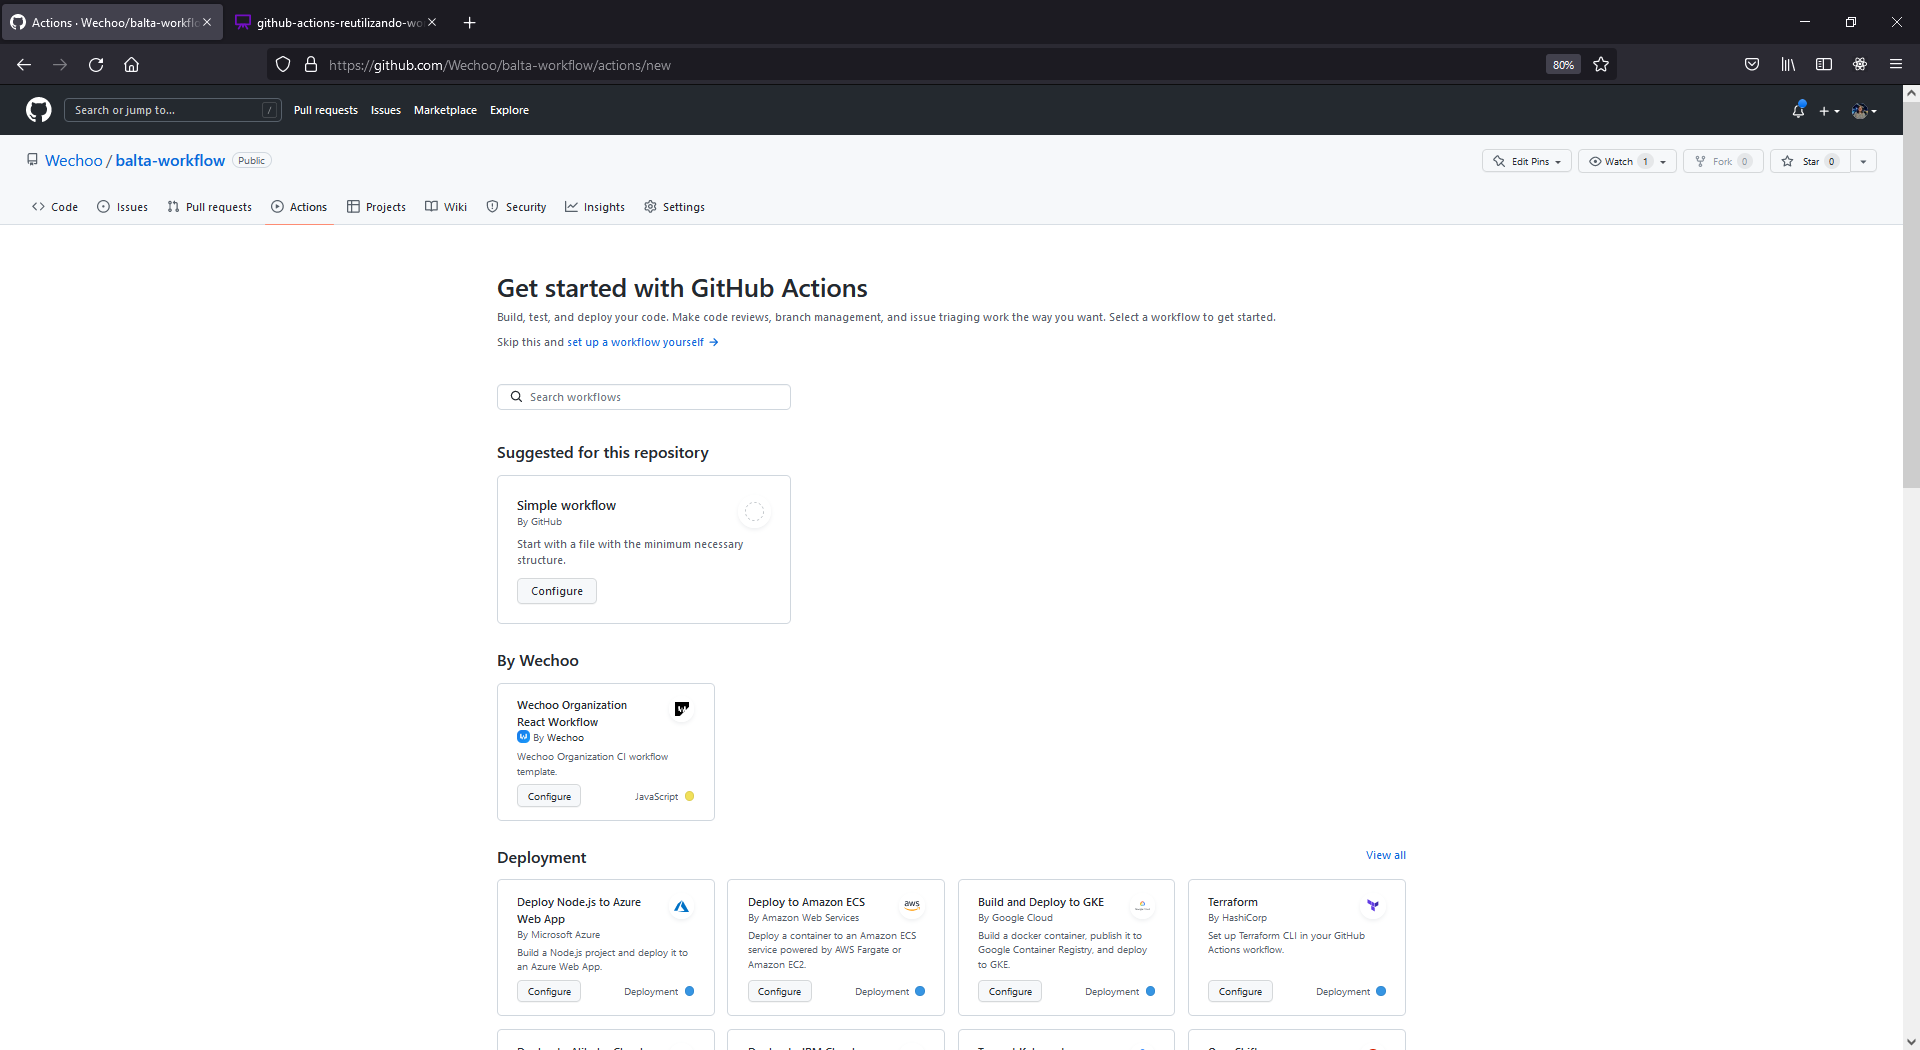 Actions · Wechoo/balta-workflo
github-actions-reutilizando-wo
https://github.com/Wechoo/balta-workflow/actions/new
80%
Search or jump to...
/
Pull requests
Issues
Marketplace
Explore
Wechoo / balta-workflow
Public
Edit Pins
Watch 1
Fork 0
Star 0
Code
Issues
Pull requests
Actions
Projects
Wiki
Security
Insights
Settings
Get started with GitHub Actions
Build, test, and deploy your code. Make code reviews, branch management, and issue triaging work the way you want. Select a workflow to get started.
Skip this and set up a workflow yourself →
Search workflows
Suggested for this repository
Simple workflow
By GitHub
Start with a file with the minimum necessary
structure.
Configure
By Wechoo
Wechoo Organization
React Workflow
By Wechoo
Wechoo Organization CI workflow
template.
Configure
JavaScript
Deployment
View all
Deploy Node.js to Azure
Web App
By Microsoft Azure
Build a Node.js project and deploy it to
an Azure Web App.
Configure
Deployment
Deploy to Amazon ECS
aws
By Amazon Web Services
Deploy a container to an Amazon ECS
service powered by AWS Fargate or
Amazon EC2.
Configure
Deployment
Build and Deploy to GKE
By Google Cloud
Build a docker container, publish it to
Google Container Registry, and deploy
to GKE.
Configure
Deployment
Terraform
By HashiCorp
Set up Terraform CLI in your GitHub
Actions workflow.
Configure
Deployment